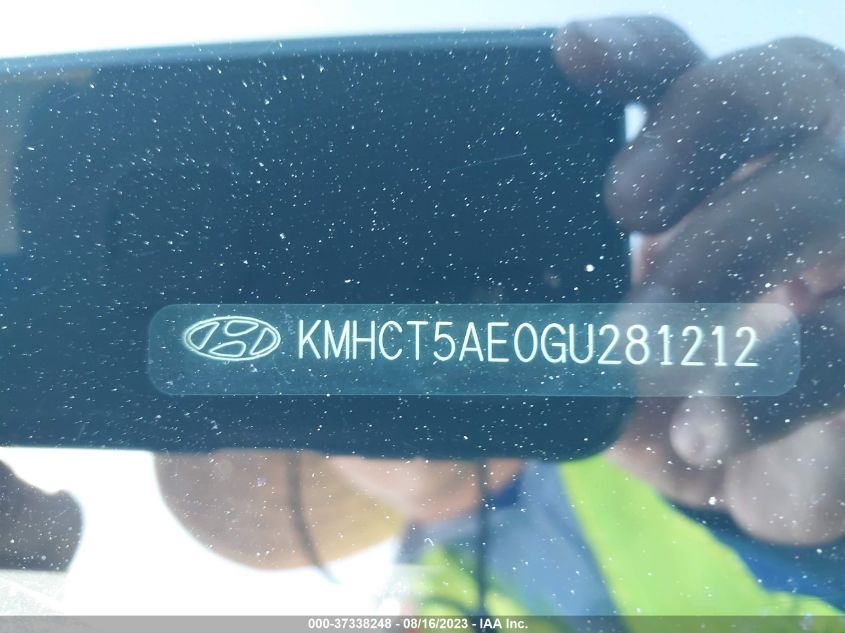 KMHCT5AE0GU281212
000-37338248 - 08/16/2023 - IAA Inc.